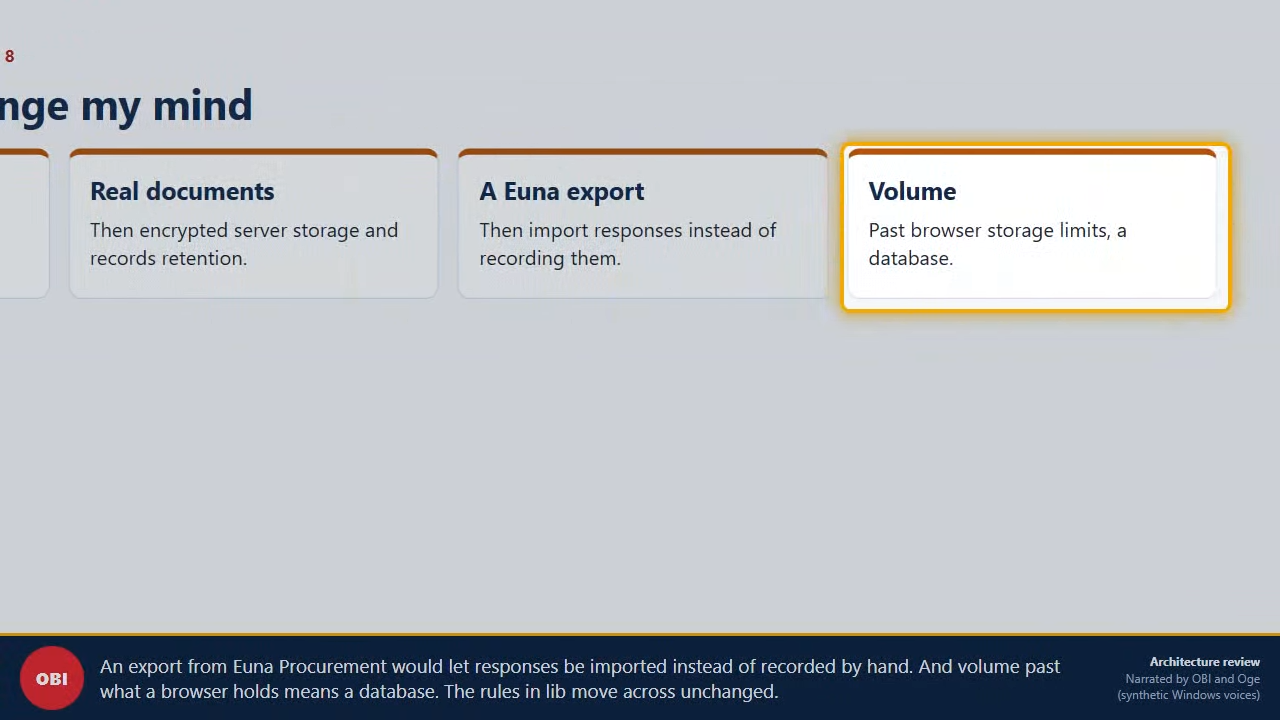 8
nge my mind
Real documents
Then encrypted server storage and
records retention.
A Euna export
Then import responses instead of
recording them.
Volume
Past browser storage limits, a
database.
OBI
An export from Euna Procurement would let responses be imported instead of recorded by hand. And volume past
what a browser holds means a database. The rules in lib move across unchanged.
Architecture review
Narrated by OBI and Oge
(synthetic Windows voices)